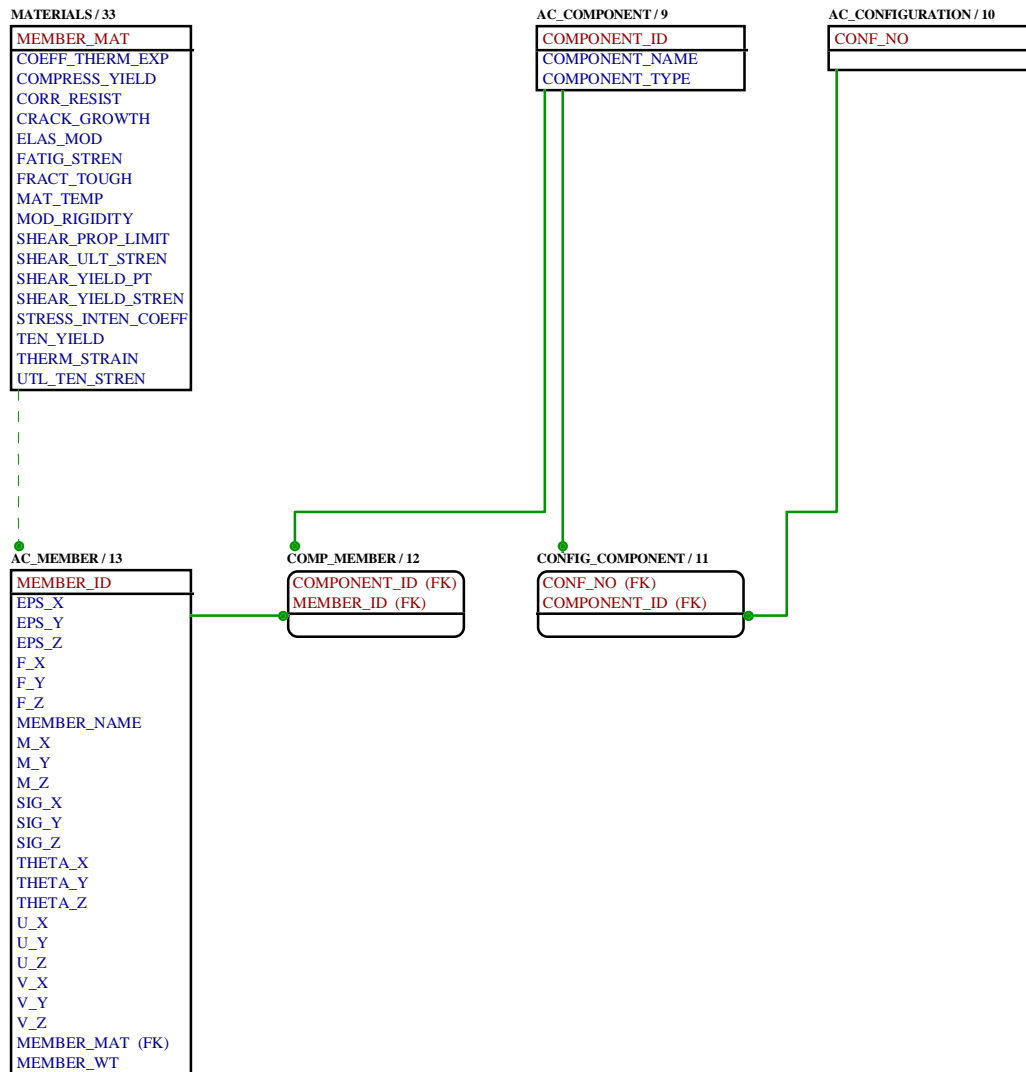 MATERIALS / 33
MEMBER_MAT
COEFF_THERM_EXP
COMPRESS_YIELD
CORR_RESIST
CRACK_GROWTH
ELAS_MOD
FATIG_STREN
FRACT_TOUGH
MAT_TEMP
MOD_RIGIDITY
SHEAR_PROP_LIMIT
SHEAR_ULT_STREN
SHEAR_YIELD_PT
SHEAR_YIELD_STREN
STRESS_INTEN_COEFF
TEN_YIELD
THERM_STRAIN
UTL_TEN_STREN
AC_COMPONENT / 9
COMPONENT_ID
COMPONENT_NAME
COMPONENT_TYPE
AC_CONFIGURATION / 10
CONF_NO
AC_MEMBER / 13
MEMBER_ID
EPS_X
EPS_Y
EPS_Z
F_X
F_Y
F_Z
MEMBER_NAME
M_X
M_Y
M_Z
SIG_X
SIG_Y
SIG_Z
THETA_X
THETA_Y
THETA_Z
U_X
U_Y
U_Z
V_X
V_Y
V_Z
MEMBER_MAT (FK)
MEMBER_WT
COMP_MEMBER / 12
COMPONENT_ID (FK)
MEMBER_ID (FK)
CONFIG_COMPONENT / 11
CONF_NO (FK)
COMPONENT_ID (FK)